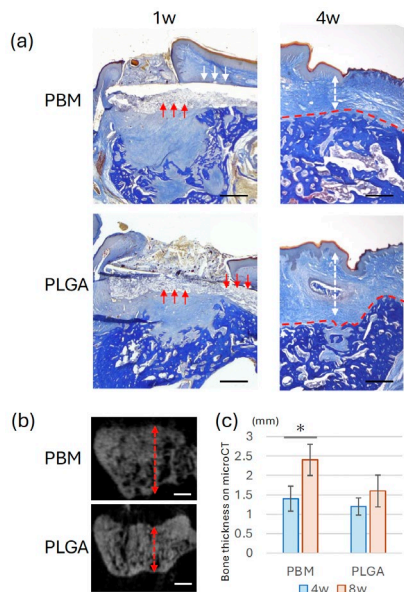 1w 4w
(a)
PBM
PLGA
(b)
PBM
PLGA
(c) (mm)
Bone thickness on microCT
3
2.5
2
1.5
1
0.5
0
*
PBM PLGA
4w 8w